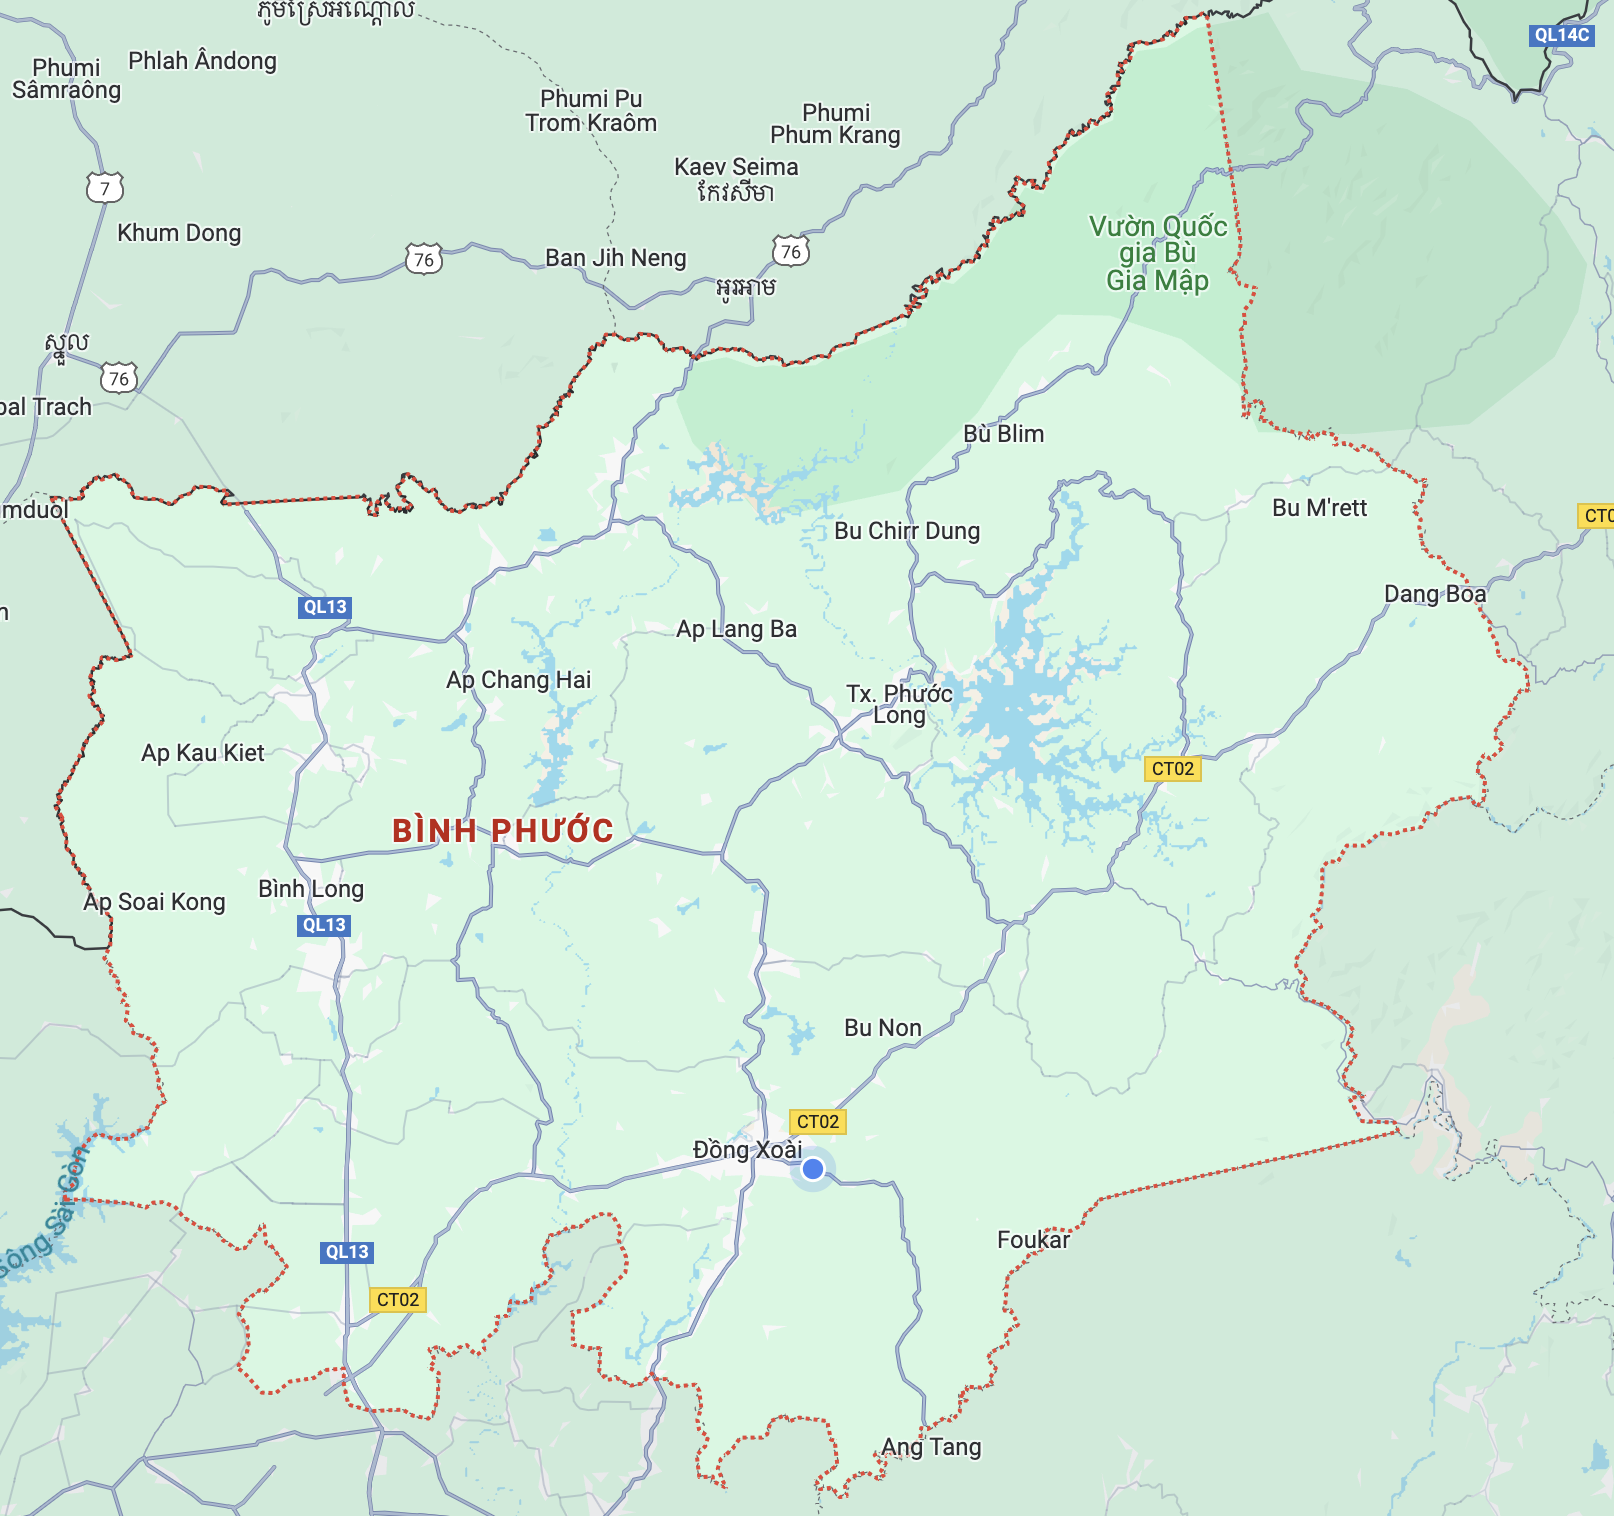 ភូមិស្រែអណ្តោល
Phlah Ândong
Phumi
Sâmraông
QL14C
Phumi Pu
Trom Kraôm
Phumi
Phum Krang
Kaev Seima
កែវសីមា
7
Khum Dong
76
Ban Jih Neng
76
អូរអាម
Vườn Quốc
gia Bù
Gia Mập
ស្នួល
76
bal Trach
Bù Blim
Bu M'rett
mduol
CT0
Bu Chirr Dung
QL13
Dang Boa
Ap Lang Ba
Ap Chang Hai
Tx. Phước
Long
Ap Kau Kiet
CT02
BÌNH PHƯỚC
Bình Long
Ap Soai Kong
QL13
Bu Non
CT02
Đồng Xoài
Sông Sài Gòn
Foukar
QL13
CT02
Ang Tang